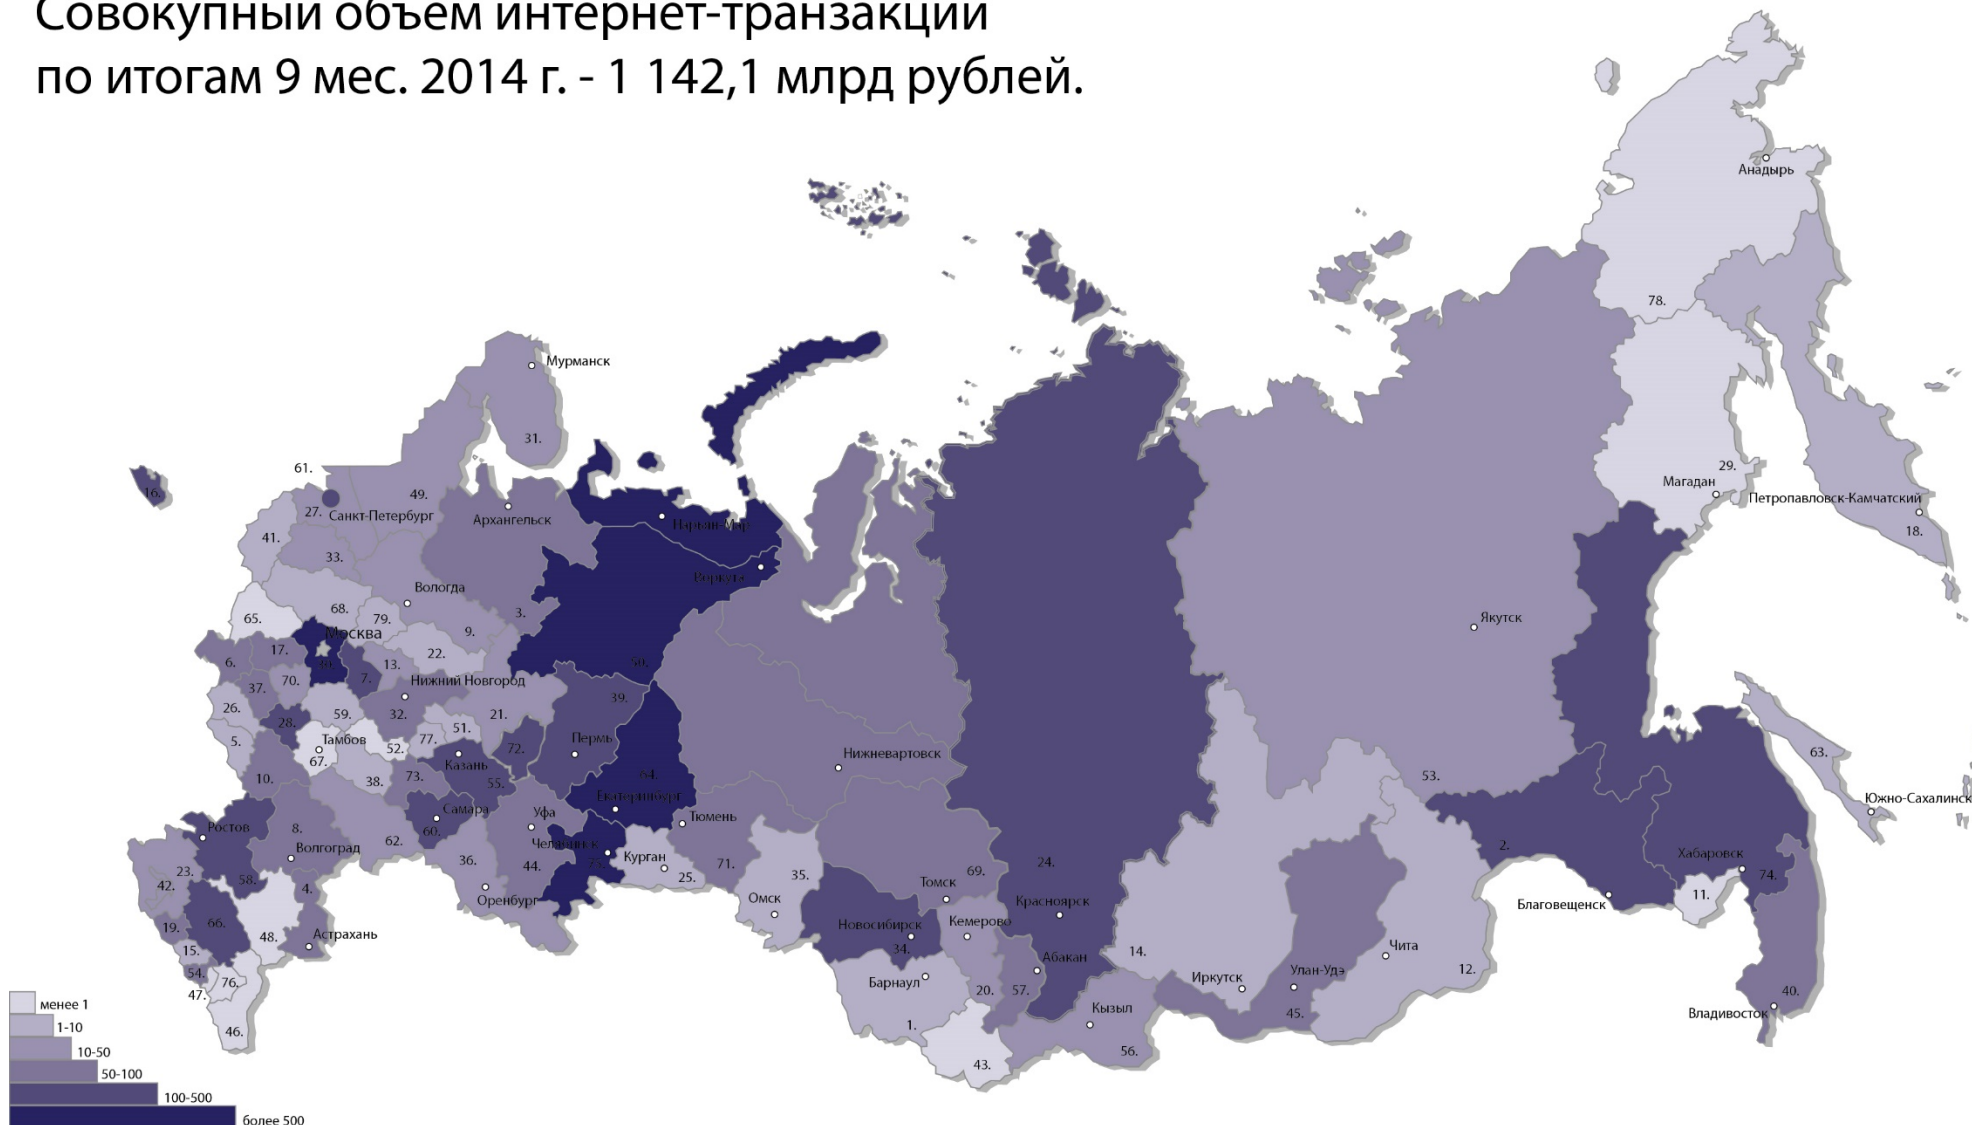 Совокупный объем интернет-транзакции
по итогам 9 мес. 2014 г. - 1 142,1 млрд рублей.
Анадырь
78.
Мурманск
31.
29.
Магадан
Петропавловск-Камчатский
18.
61.
16.
49.
27.
Санкт-Петербург
Архангельск
Нарьян-Мар
41.
33.
Воркута
Вологда
3.
65.
68.
79.
9.
Москва
Якутск
6.
17.
13.
22.
50.
7.
37.
70.
Нижний Новгород
39.
26.
28.
59.
32.
21.
51.
5.
Тамбов
52.
77.
72.
Пермь
Нижневартовск
63.
67.
Казань
10.
38.
73.
55.
64.
53.
Екатеринбург
Южно-Сахалинск
Самара
Уфа
Тюмень
Ростов
8.
60.
62.
Челябинск
2.
Волгоград
Курган
Хабаровск
23.
36.
44.
75.
25.
71.
35.
69.
24.
74.
42.
58.
4.
Томск
Омск
Оренбург
Красноярск
Благовещенск
11.
19.
66.
Новосибирск
Кемерово
48.
Астрахань
34.
Чита
15.
Абакан
14.
12.
54.
76.
Барнаул
20.
57.
Иркутск
Улан-Удэ
47.
40.
Кызыл
45.
Владивосток
46.
1.
56.
43.
менее 1
1-10
10-50
50-100
100-500
более 500